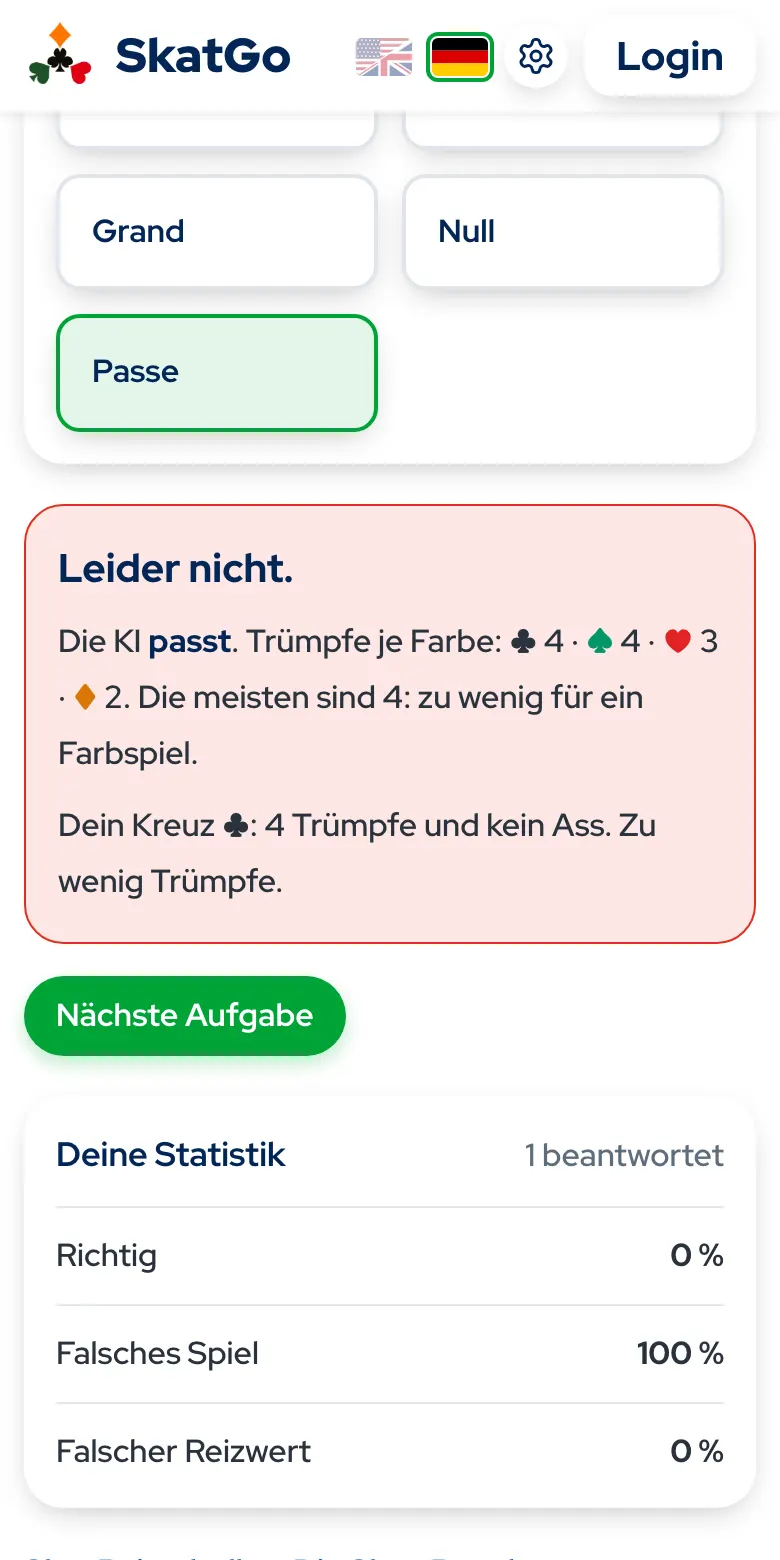 SkatGo
Login
Grand
Null
Passe
Leider nicht.
Die KI passt. Trümpfe je Farbe: ♣ 4 · ♠ 4 · ♥ 3
· ♦ 2. Die meisten sind 4: zu wenig für ein
Farbspiel.
Dein Kreuz ♣: 4 Trümpfe und kein Ass. Zu
wenig Trümpfe.
Nächste Aufgabe
Deine Statistik
1 beantwortet
Richtig
0 %
Falsches Spiel
100 %
Falscher Reizwert
0 %